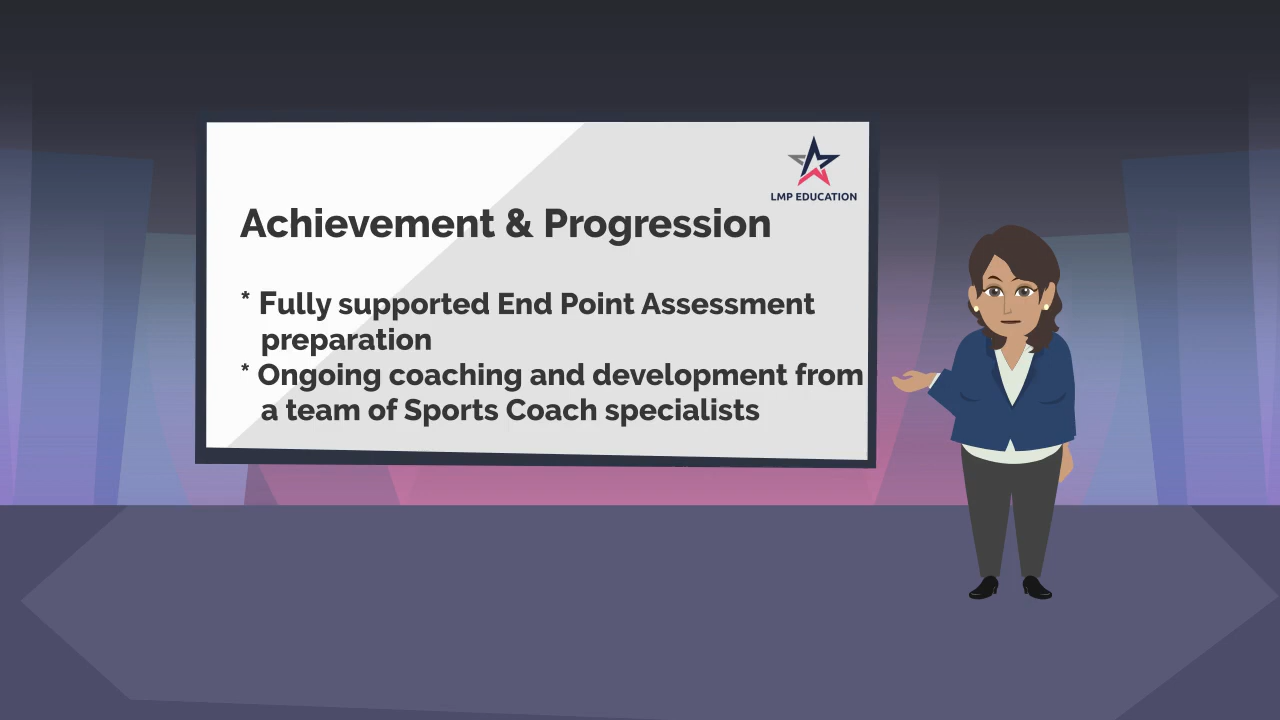 LMP EDUCATION
Achievement & Progression
* Fully supported End Point Assessment
preparation
* Ongoing coaching and development from
a team of Sports Coach specialists